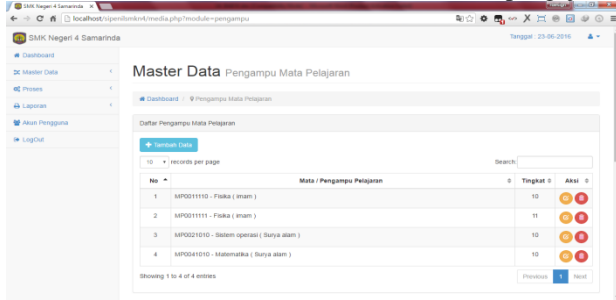 SMK Negeri 4 Samarinda
localhost/sipenilsmkn4/media.php?module=pengampu
SMK Negeri 4 Samarinda
Tanggal : 23-06-2016
Dashboard
Master Data
Proses
Laporan
Akun Pengguna
LogOut
Master Data Pengampu Mata Pelajaran
Dashboard / Pengampu Mata Pelajaran
Daftar Pengampu Mata Pelajaran
+ Tambah Data
10 records per page Search:
No Mata / Pengampu Pelajaran Tingkat Aksi
1 MP0011110 - Fisika ( Imam ) 10
2 MP0011111 - Fisika ( Imam ) 11
3 MP0021010 - Sistem operasi ( Surya alam ) 10
4 MP0041010 - Matematika ( Surya alam ) 10
Showing 1 to 4 of 4 entries
Previous 1 Next